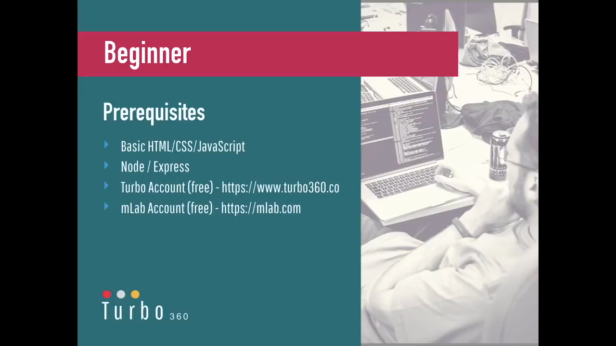 Beginner
Prerequisites
Basic HTML/CSS/JavaScript
Node / Express
Turbo Account (free) - https://www.turbo360.co
mLab Account (free) - https://mlab.com
Turbo 360